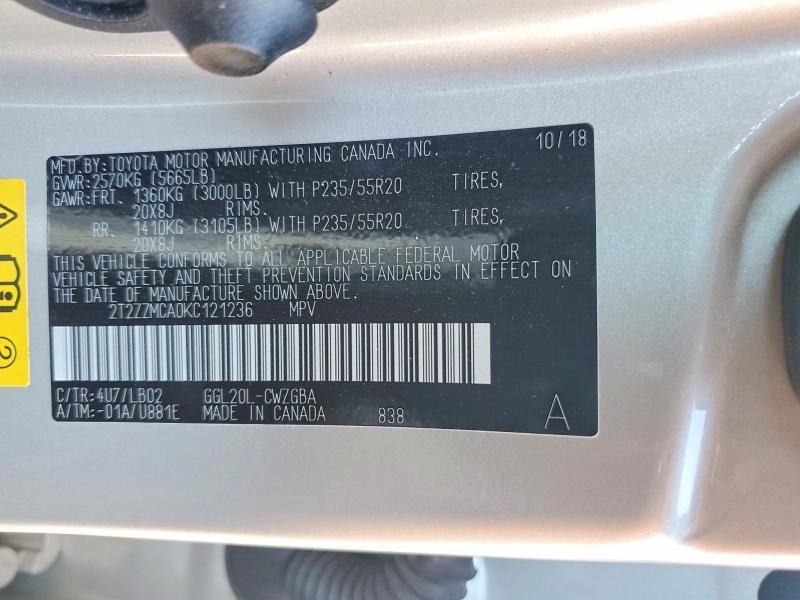 MFD. BY: TOYOTA MOTOR MANUFACTURING CANADA INC. 10/18
GVWR: 2570KG (5665LB)
GAWR: FRT. 1360KG (3000LB) WITH P235/55R20 TIRES,
20X8J RIMS.
RR. 1410KG (3105LB) WITH P235/55R20 TIRES,
20X8J RIMS.
THIS VEHICLE CONFORMS TO ALL APPLICABLE FEDERAL MOTOR
VEHICLE SAFETY AND THEFT PREVENTION STANDARDS IN EFFECT ON
THE DATE OF MANUFACTURE SHOWN ABOVE.
2T2ZZMCA0KC121236 MPV
C/TR: 4U7/LB02 GGL20L-CWZGBA
A/TM: -01A/U881E MADE IN CANADA 838 A
2